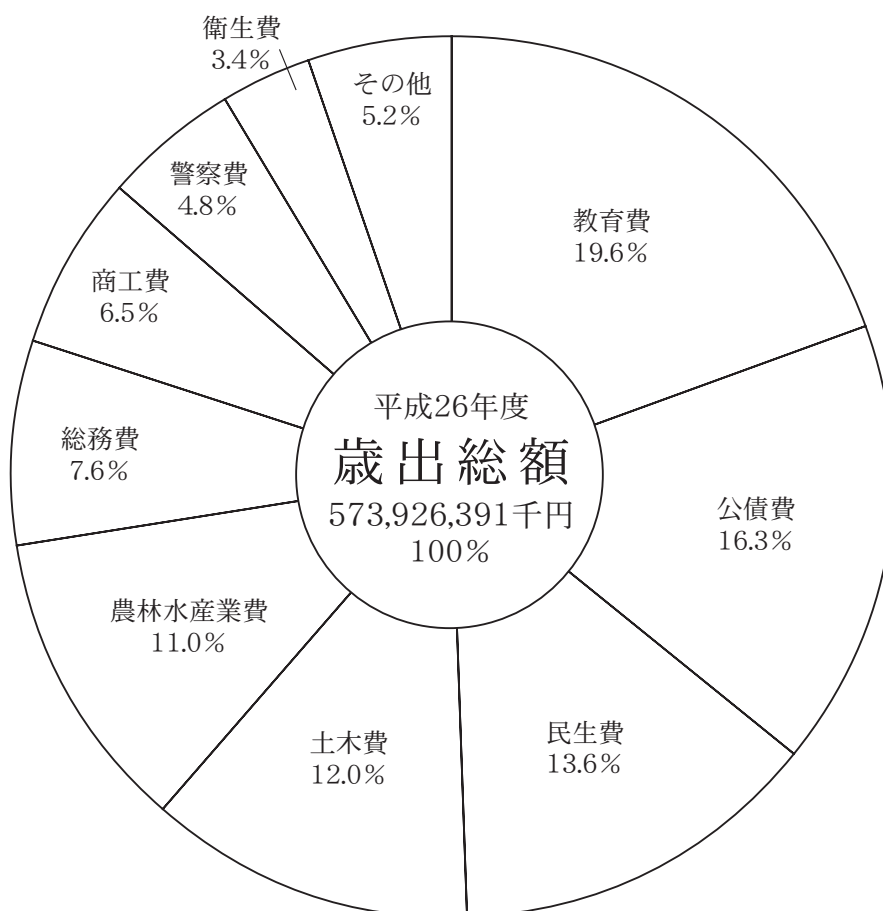 衛生費
3.4%
その他
5.2%
警察費
4.8%
教育費
19.6%
商工費
6.5%
平成26年度
歳出総額
573,926,391千円
100%
総務費
7.6%
公債費
16.3%
農林水産業費
11.0%
民生費
13.6%
土木費
12.0%